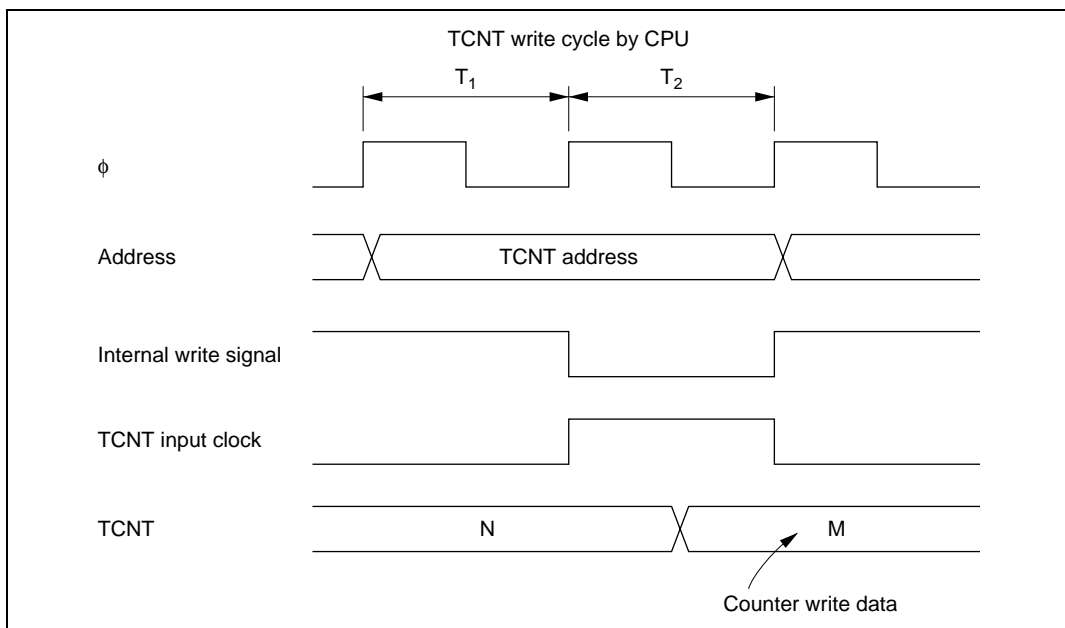 TCNT write cycle by CPU
T1 T2
ϕ
Address TCNT address
Internal write signal
TCNT input clock
TCNT N M
Counter write data